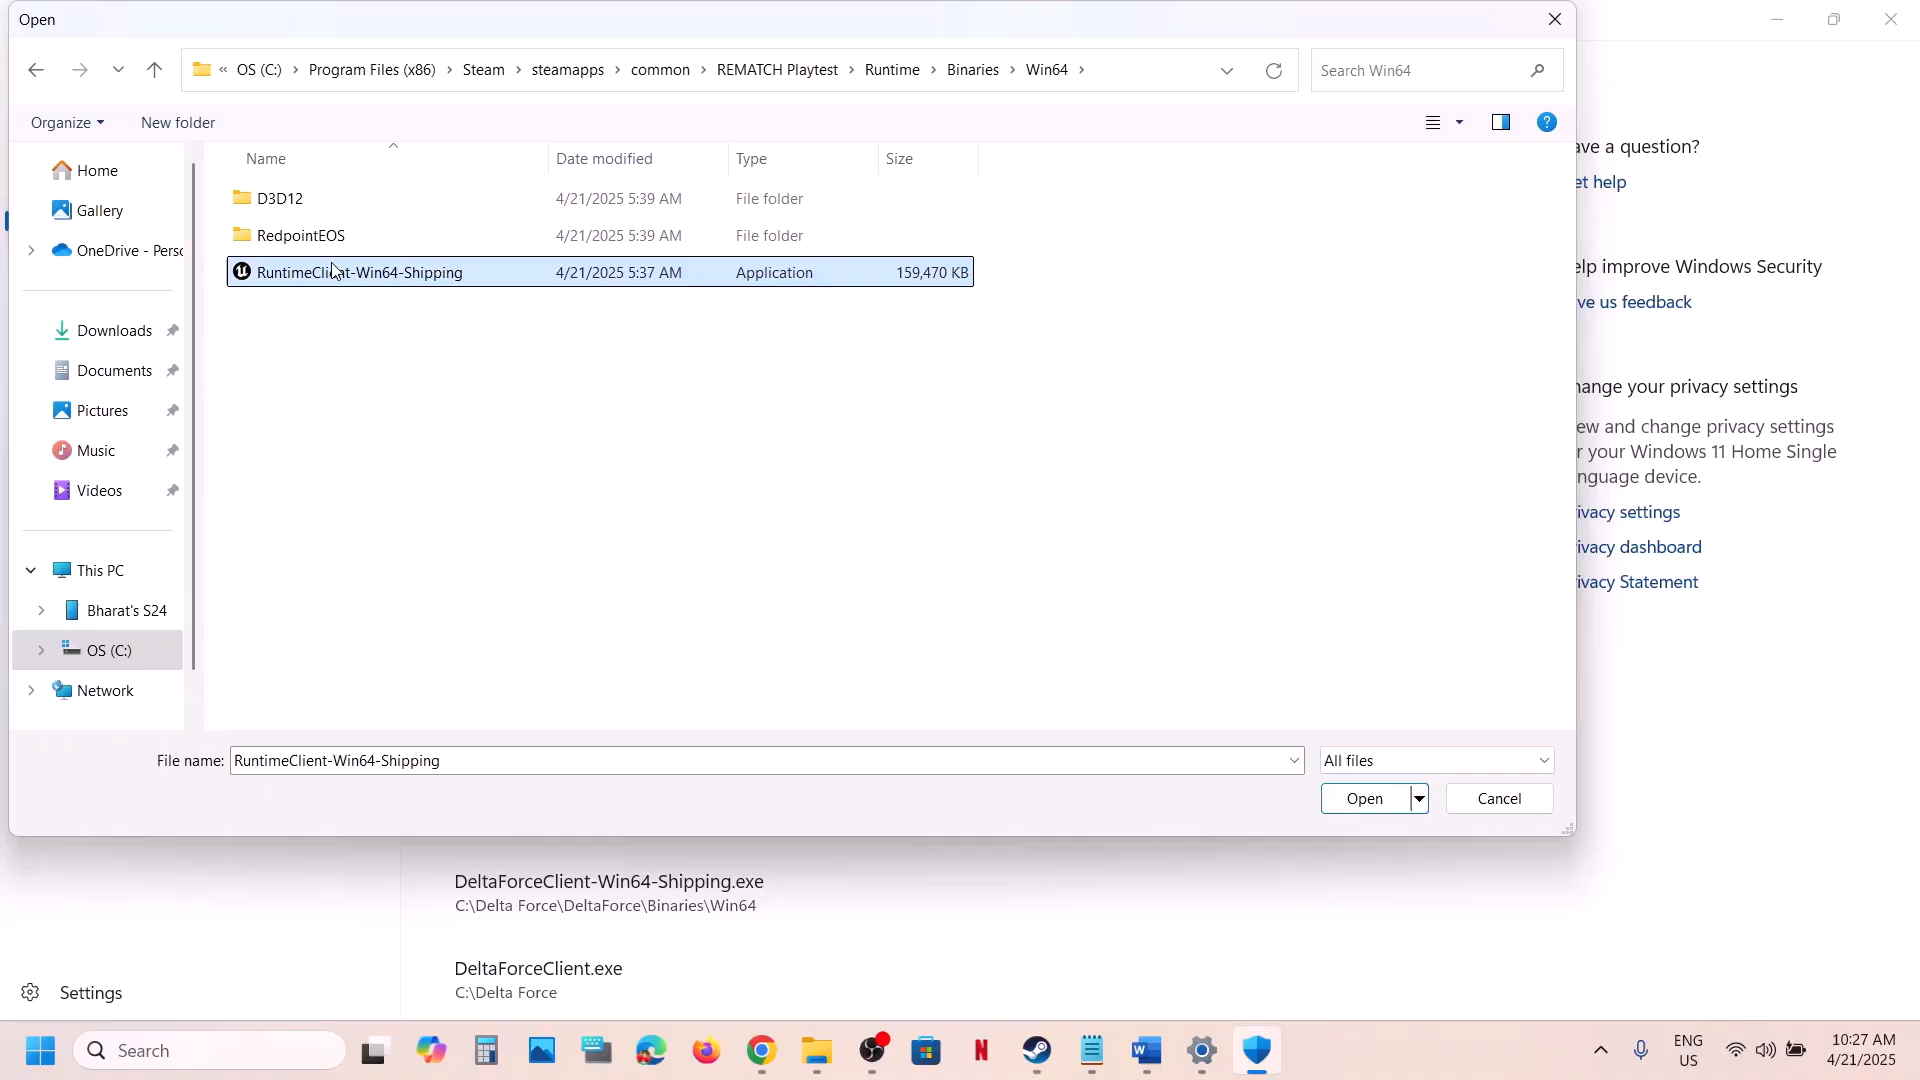 Open
« OS (C:) › Program Files (x86) › Steam › steamapps › common › REMATCH Playtest › Runtime › Binaries › Win64 ›
Search Win64
Organize
New folder
Name Date modified Type Size
Home
Gallery
OneDrive - Perso
Downloads
Documents
Pictures
Music
Videos
This PC
Bharat's S24
OS (C:)
Network
D3D12 4/21/2025 5:39 AM File folder
RedpointEOS 4/21/2025 5:39 AM File folder
RuntimeClient-Win64-Shipping 4/21/2025 5:37 AM Application 159,470 KB
File name: RuntimeClient-Win64-Shipping
All files
Open
Cancel
ave a question?
et help
elp improve Windows Security
ve us feedback
hange your privacy settings
ew and change privacy settings
r your Windows 11 Home Single
nguage device.
ivacy settings
ivacy dashboard
ivacy Statement
DeltaForceClient-Win64-Shipping.exe
C:\Delta Force\DeltaForce\Binaries\Win64
DeltaForceClient.exe
C:\Delta Force
Settings
Search
ENG
US
10:27 AM
4/21/2025